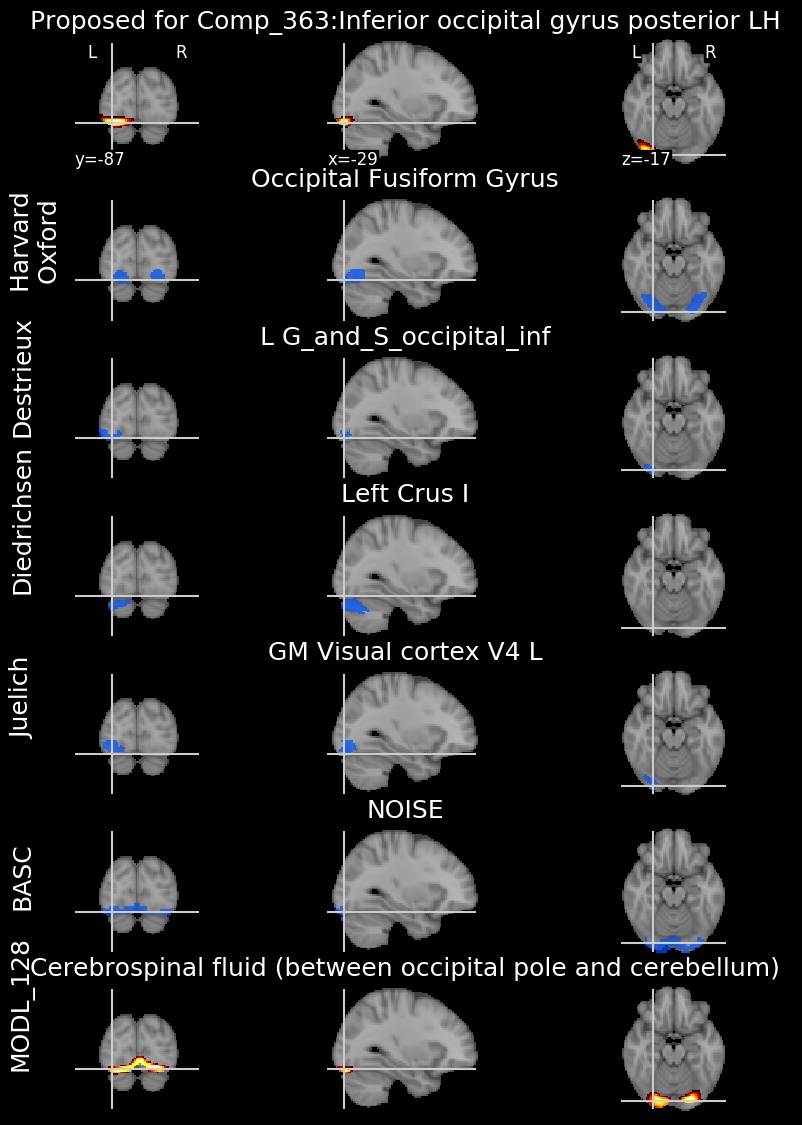 Proposed for Comp_363:Inferior occipital gyrus posterior LH
L R
L R
y=-87
x=-29
z=-17
Occipital Fusiform Gyrus
Harvard
Oxford
L G_and_S_occipital_inf
Destrieux
Left Crus I
Diedrichsen
GM Visual cortex V4 L
Juelich
NOISE
BASC
Cerebrospinal fluid (between occipital pole and cerebellum)
MODL_128